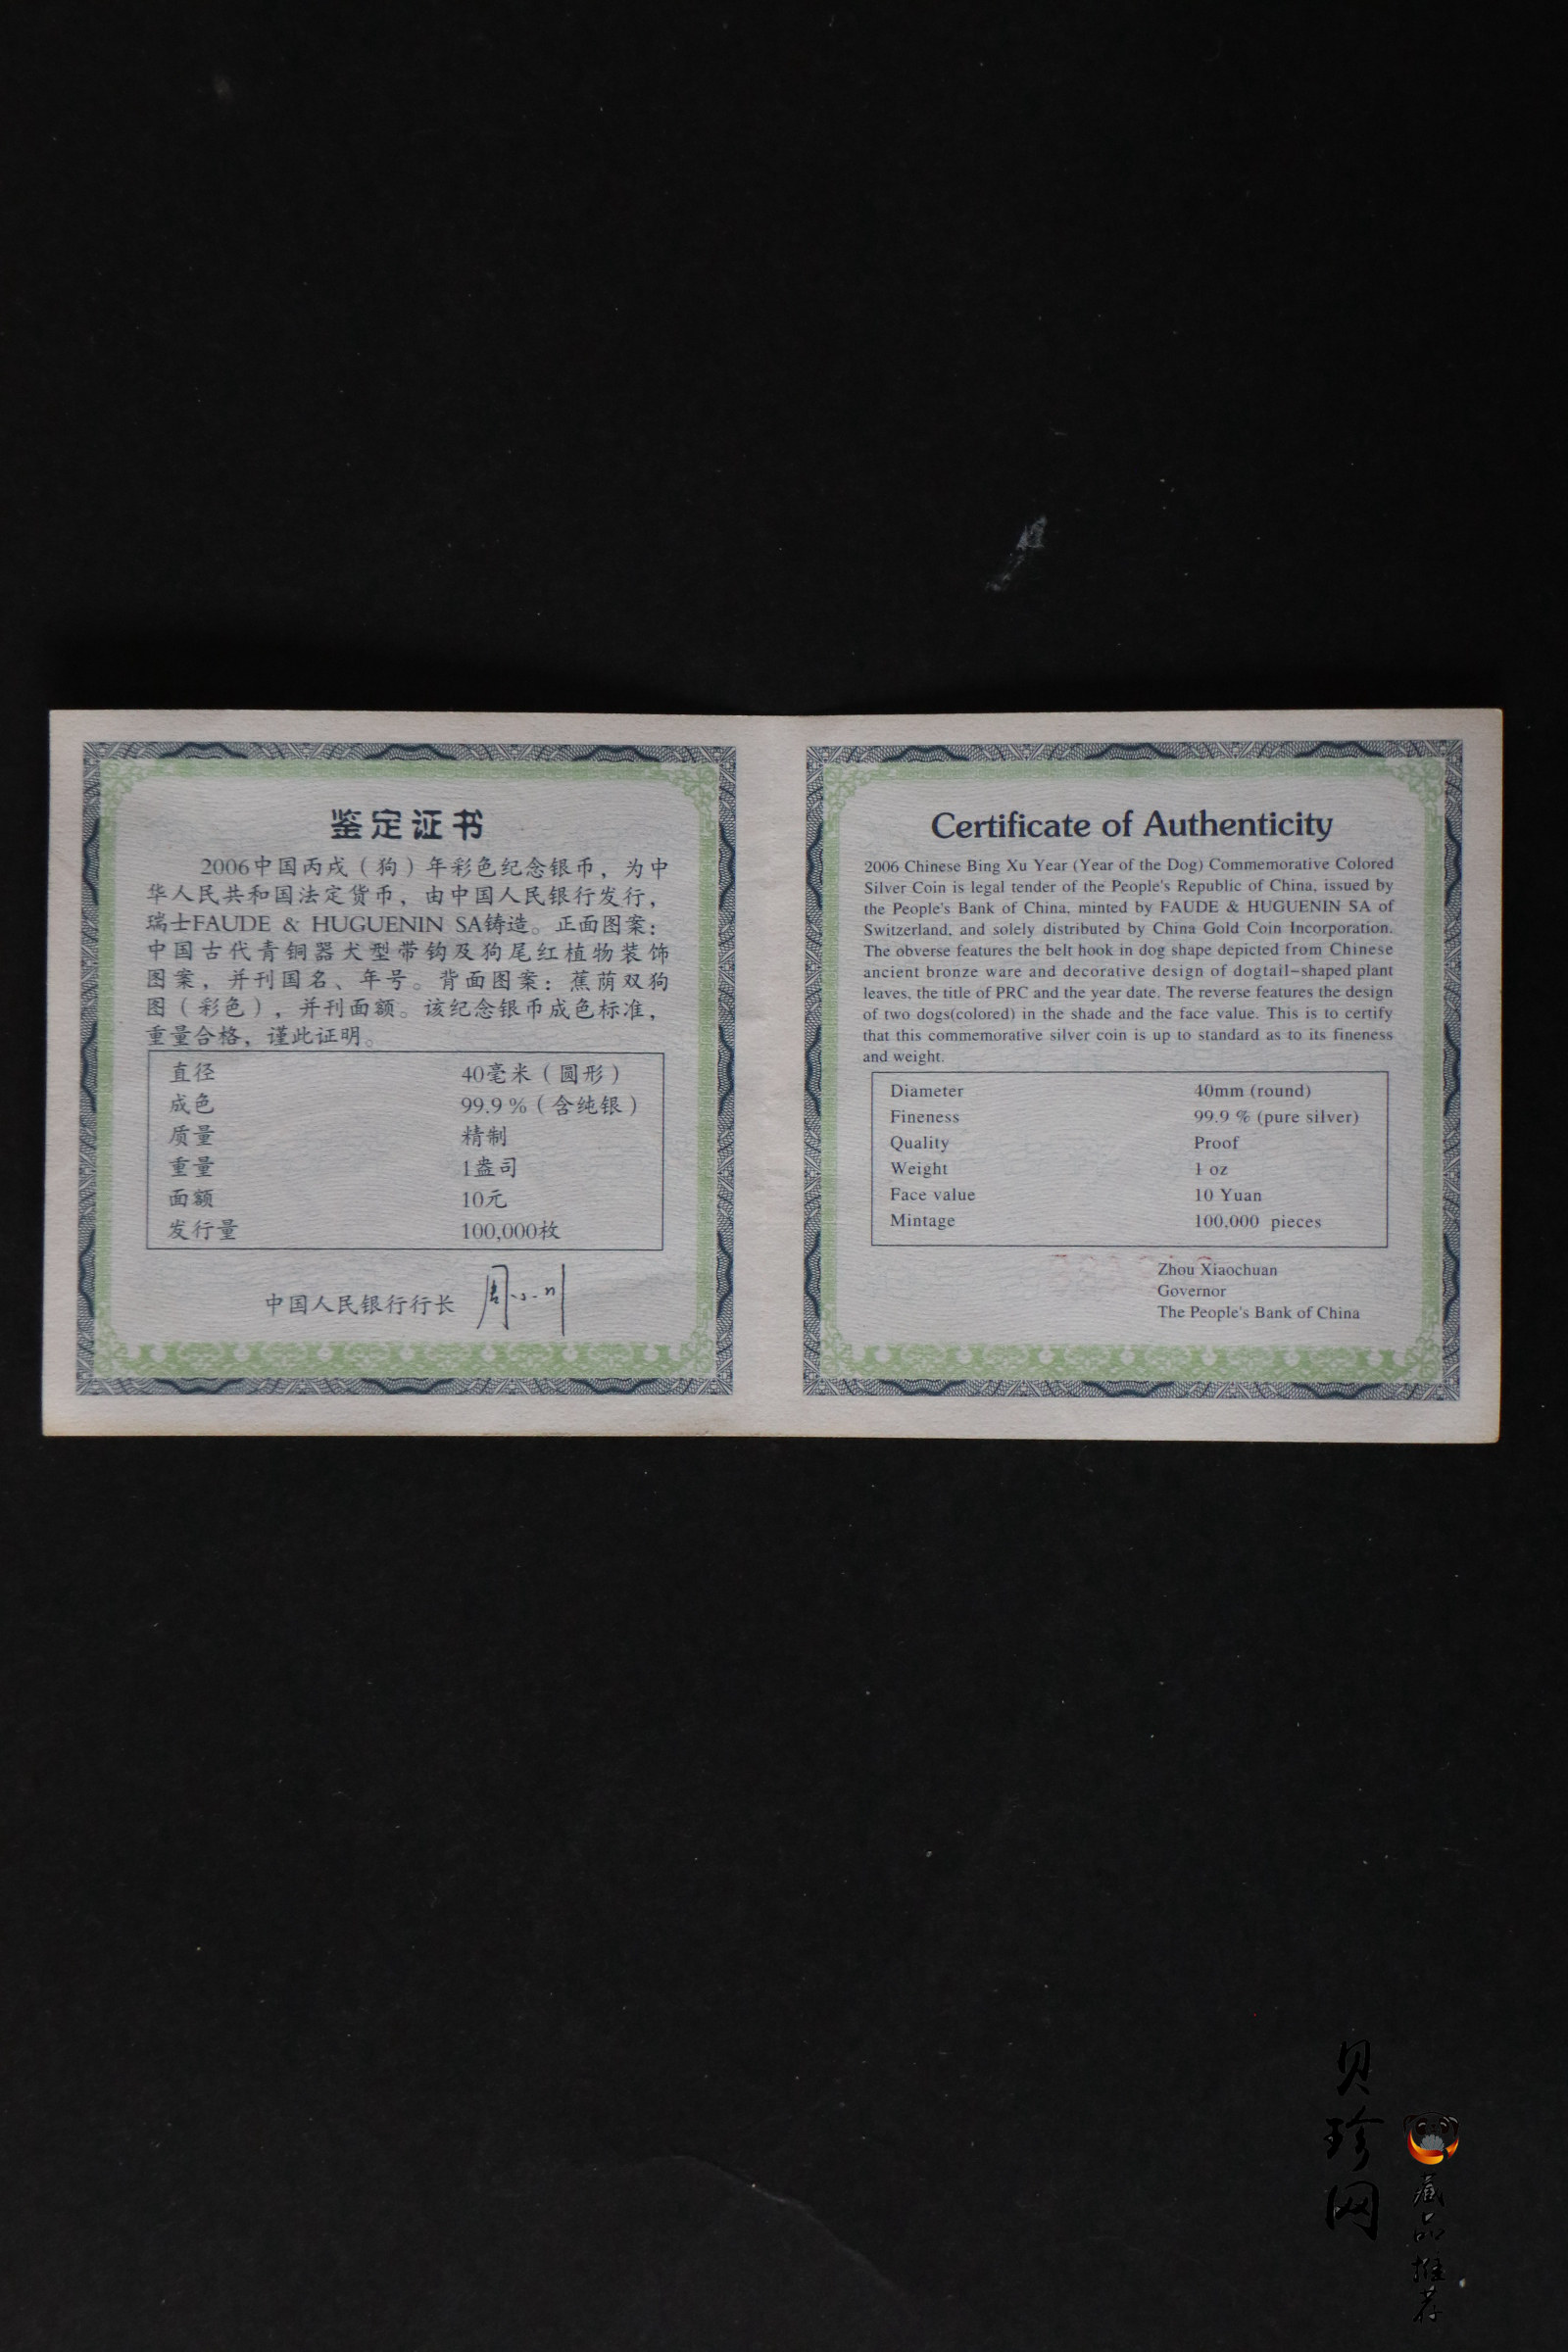 鉴定证书
2006中国丙戌（狗）年彩色纪念银币，为中
华人民共和国法定货币，由中国人民银行发行，
瑞士FAUDE & HUGUENIN SA铸造。正面图案：
中国古代青铜器犬型带钩及狗尾红植物装饰
图案，并刊国名、年号。背面图案：蕉荫双狗
图（彩色），并刊面额。该纪念银币成色标准，
重量合格，谨此证明。
直径 40毫米（圆形）
成色 99.9 %（含纯银）
质量 精制
重量 1盎司
面额 10元
发行量 100,000枚
中国人民银行行长 周小川
Certificate of Authenticity
2006 Chinese Bing Xu Year (Year of the Dog) Commemorative Colored
Silver Coin is legal tender of the People's Republic of China, issued by
the People's Bank of China, minted by FAUDE & HUGUENIN SA of
Switzerland, and solely distributed by China Gold Coin Incorporation.
The obverse features the belt hook in dog shape depicted from Chinese
ancient bronze ware and decorative design of dogtail-shaped plant
leaves, the title of PRC and the year date. The reverse features the design
of two dogs(colored) in the shade and the face value. This is to certify
that this commemorative silver coin is up to standard as to its fineness
and weight.
Diameter 40mm (round)
Fineness 99.9 % (pure silver)
Quality Proof
Weight 1 oz
Face value 10 Yuan
Mintage 100,000 pieces
Zhou Xiaochuan
Governor
The People's Bank of China
贝珍网
藏品推荐